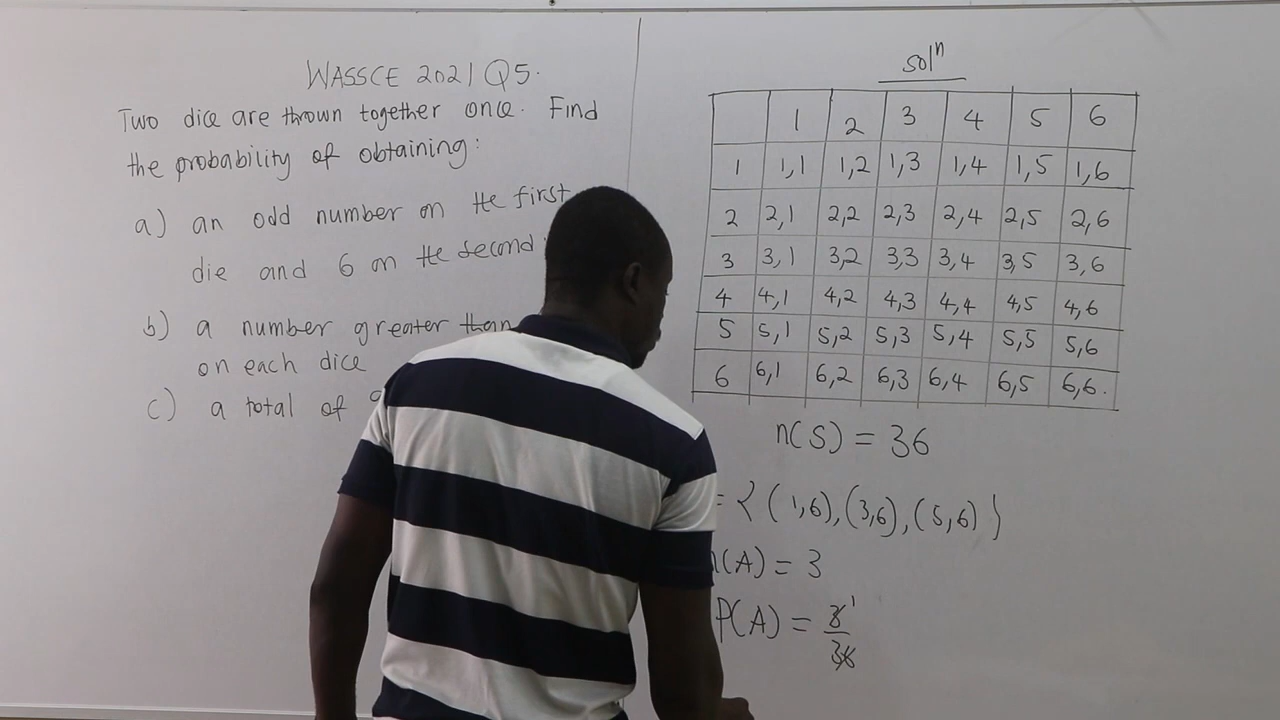 WASSCE 2021 Q5.
Two dice are thrown together once. Find
the probability of obtaining:
a) an odd number on the first
die and 6 on the second
b) a number greater than
on each dice
c) a total of
solⁿ
1 2 3 4 5 6
1 1,1 1,2 1,3 1,4 1,5 1,6
2 2,1 2,2 2,3 2,4 2,5 2,6
3 3,1 3,2 3,3 3,4 3,5 3,6
4 4,1 4,2 4,3 4,4 4,5 4,6
5 5,1 5,2 5,3 5,4 5,5 5,6
6 6,1 6,2 6,3 6,4 6,5 6,6.
n(S) = 36
= {(1,6),(3,6),(5,6)}
n(A) = 3
P(A) = 3 1
36